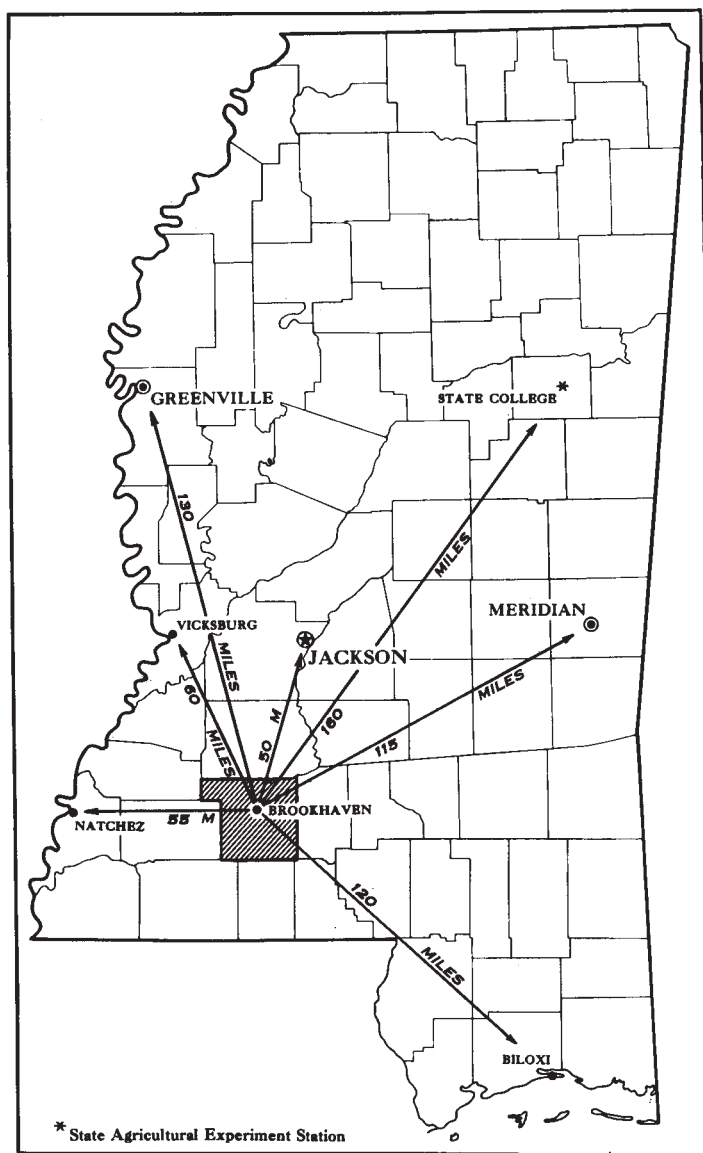 GREENVILLE
STATE COLLEGE *
130
MILES
MILES
VICKSBURG
MERIDIAN
JACKSON
60
MILES
50 M
160
115
MILES
NATCHEZ
55 M
BROOKHAVEN
120
MILES
BILOXI
* State Agricultural Experiment Station